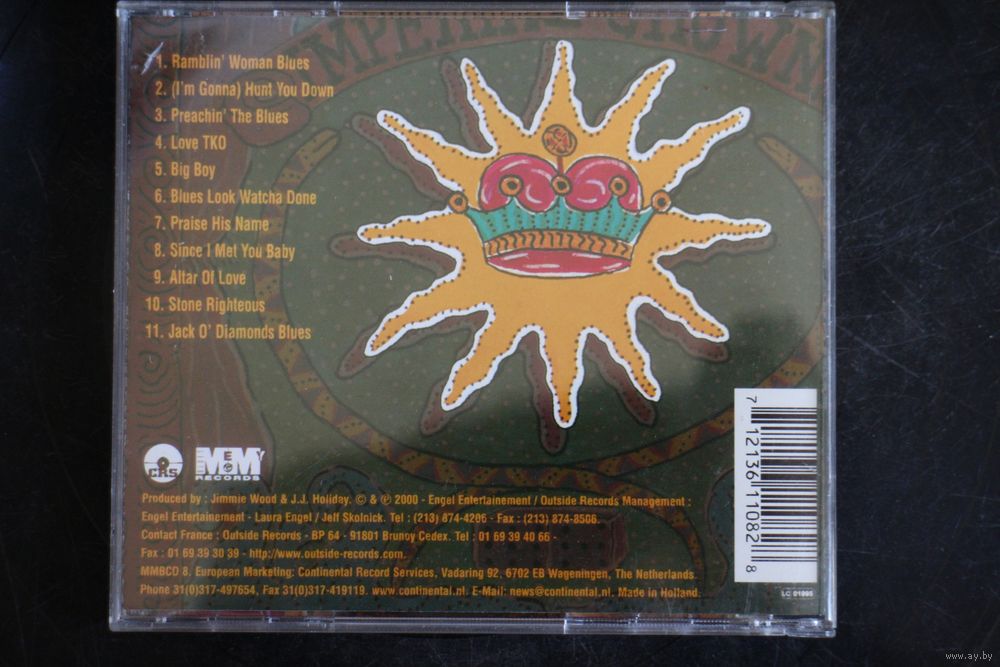 IMPERIAL CROWN
1. Ramblin' Woman Blues
2. (I'm Gonna) Hunt You Down
3. Preachin' The Blues
4. Love TKO
5. Big Boy
6. Blues Look Watcha Done
7. Praise His Name
8. Since I Met You Baby
9. Altar Of Love
10. Stone Righteous
11. Jack O' Diamonds Blues
CRS
RECORDS
Produced by : Jimmie Wood & J.J. Holiday. © & ℗ 2000 - Engel Entertainement / Outside Records Management :
Engel Entertainement - Laura Engel / Jeff Skolnick. Tel : (213) 874-4206 - Fax : (213) 874-8506.
Contact France : Outside Records - BP 64 - 91801 Brunoy Cedex. Tel : 01 69 39 40 66 -
Fax : 01 69 39 30 39 - http://www.outside-records.com.
MMBCD 8. European Marketing: Continental Record Services, Vadaring 92, 6702 EB Wageningen, The Netherlands.
Phone 31(0)317-497654, Fax 31(0)317-419119. www.continental.nl. E-Mail: news@continental.nl. Made in Holland.
7 12136 11082 8
LC 01995
www.ay.by